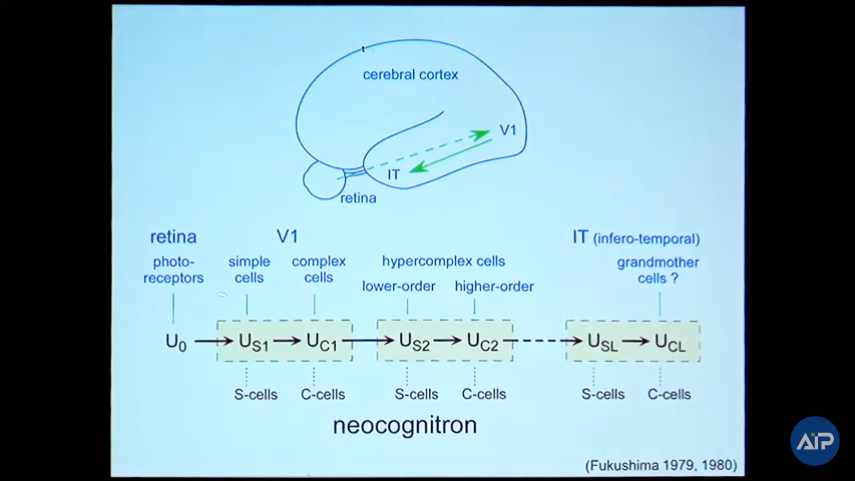 cerebral cortex
V1
IT
retina
retina
V1
IT (infero-temporal)
photo-
receptors
simple
cells
complex
cells
hypercomplex cells
lower-order
higher-order
grandmother
cells ?
U0
US1
UC1
US2
UC2
USL
UCL
S-cells
C-cells
S-cells
C-cells
S-cells
C-cells
neocognitron
(Fukushima 1979, 1980)
AIP